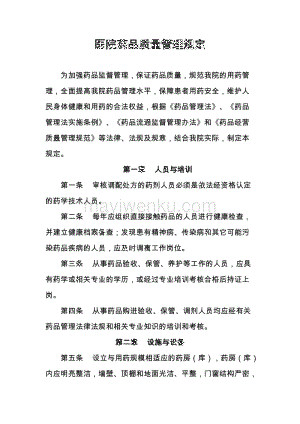 医院药品质量管理规定
为加强药品监督管理，保证药品质量，规范我院的用药管
理，全面提高我院药品管理水平，保障患者用药安全，维护人
民身体健康和用药的合法权益，根据《药品管理法》、《药品
管理法实施条例》、《药品流通监督管理办法》和《药品经营
质量管理规范》等法律、法规及规章，结合我院实际，制定本
规定。
第一章 人员与培训
第一条 审核调配处方的药剂人员必须是依法经资格认定
的药学技术人员。
第二条 每年应组织直接接触药品的人员进行健康检查，
并建立健康档案备查；发现患有精神病、传染病和其它可能污
染药品疾病的人员，应及时调离工作岗位。
第三条 从事药品验收、保管、养护等工作的人员，应具
有药学或相关专业的学历，或经过专业培训考核合格后持证上
岗。
第四条 从事药品购进验收、保管、调剂人员均应经有关
药品管理法律法规和相关专业知识的培训和考核。
第二章 设施与设备
第五条 设立与用药规模相适应的药房（库），药房（库）
内应明亮整洁，墙壁、顶棚和地面光洁、平整，门窗结构严密，
mayiwenku.com